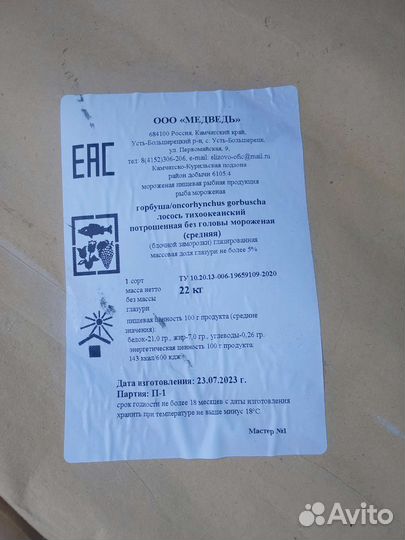 ООО «МЕДВЕДЬ»
684100 Россия, Камчатский край,
Усть-Большерецкий р-н, с. Усть-Большерецк,
ул. Первомайская, 9,
тел: 8(4152)306-206, e-mail: elizovo-ofic@mail.ru
Камчатско-Курильская подзона
район добычи 6105.4
мороженая пищевая рыбная продукция
рыба мороженая
EAC
горбуша/oncorhynchus gorbuscha
лосось тихоокеанский
потрошенная без головы мороженая
(средняя)
(блочной заморозки) глазированная
массовая доля глазури не более 5%
1 сорт ТУ 10.20.13-006-19659109-2020
масса нетто 22 кг
без массы
глазури
пищевая ценность 100 г продукта (средние
значения):
белок-21,0 гр., жир-7,0 гр., углеводы-0,26 гр.
энергетическая ценность 100 г продукта
143 ккал/600 кдж
Дата изготовления: 23.07.2023 г.
Партия: П-1
срок годности не более 18 месяцев с даты изготовления
хранить при температуре не выше минус 18°С
Мастер №1
Avito